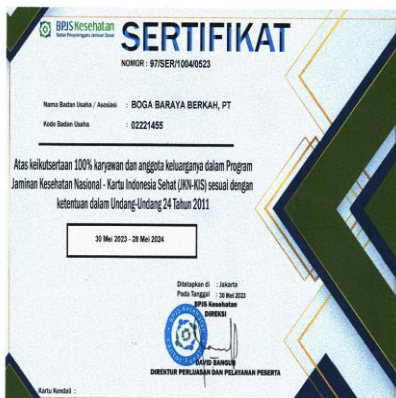 BPJS Kesehatan
Badan Penyelenggara Jaminan Sosial
SERTIFIKAT
NOMOR : 97/SER/1004/0523
Nama Badan Usaha / Asosiasi : BOGA BARAYA BERKAH, PT
Kode Badan Usaha : 02221455
Atas keikutsertaan 100% karyawan dan anggota keluarganya dalam Program
Jaminan Kesehatan Nasional - Kartu Indonesia Sehat (JKN-KIS) sesuai dengan
ketentuan dalam Undang-Undang 24 Tahun 2011
30 Mei 2023 - 28 Mei 2024
Ditetapkan di : Jakarta
Pada Tanggal : 30 Mei 2023
BPJS Kesehatan
DIREKSI
DAVID BANGUN
DIREKTUR PERLUASAN DAN PELAYANAN PESERTA
Kartu Kendali :